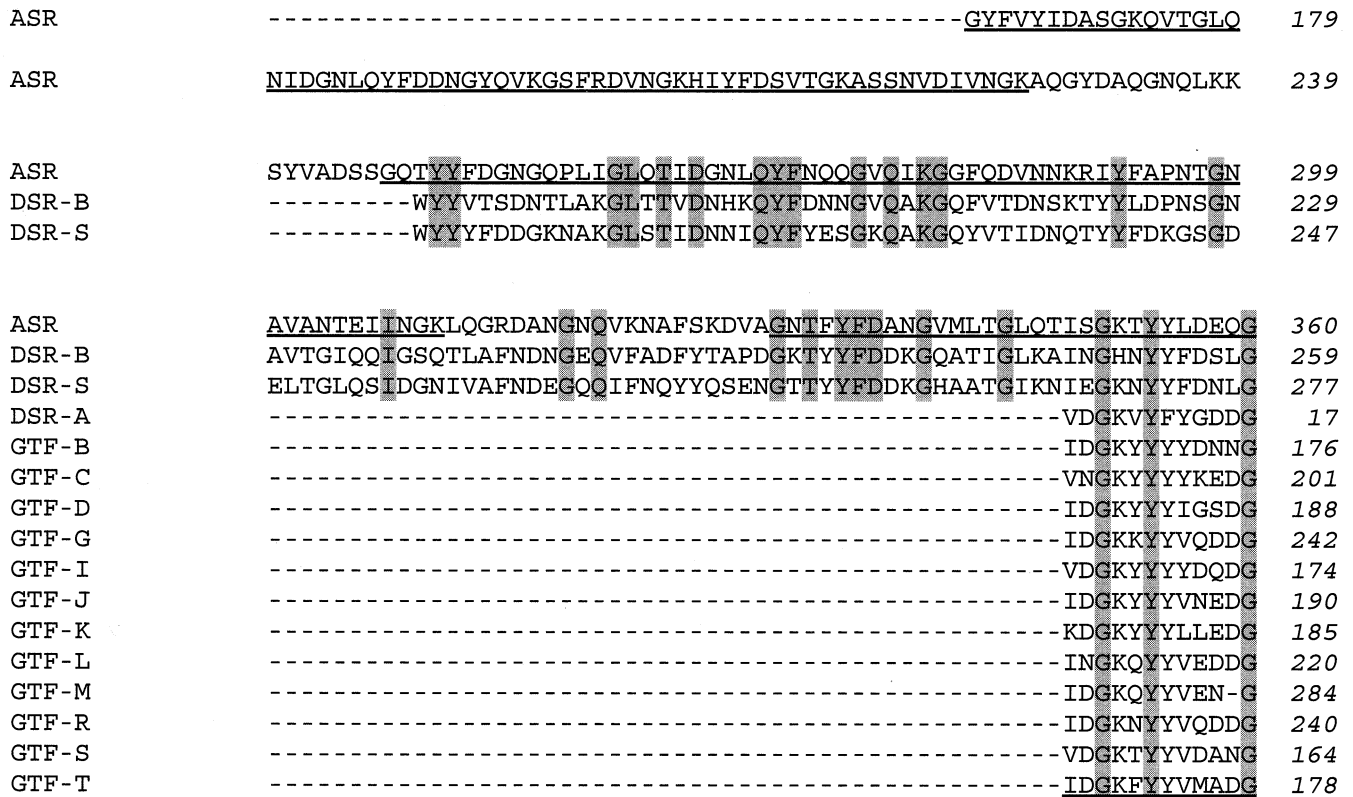 ASR -------------------------------------------GYFVYIDASGKQVTGLQ 179
ASR NIDGNLQYFDDNGYQVKGSFRDVNGKHIYFDSVTGKASSNVDIVNGKAQGYDAQGNQLKK 239
ASR SYVADSSGQTYYFDGNGQPLIGLQTIDGNLQYFNQQGVQIKGGFQDVNNKRIYFAPNTGN 299
DSR-B ---------WYYVTSDNTLAKGLTTVDNHKQYFDNNGVQAKGQFVTDNSKTYYLDPNSGN 229
DSR-S ---------WYYYFDDGKNAKGLSTIDNNIQYFYESGKQAKGQYVTIDNQTYYFDKGSGD 247
ASR AVANTEIINGKLQGRDANGNQVKNAFSKDVAGNTFYFDANGVMLTGLQTISGKTYYLDEQG 360
DSR-B AVTGIQQIGSQTLAFNDNGEQVFADFYTAPDGKTYYFDDKGQATIGLKAINGHNYYFDSLG 259
DSR-S ELTGLQSIDGNIVAFNDEGQQIFNQYYQSENGTTYYFDDKGHAATGIKNIEGKNYYFDNLG 277
DSR-A -------------------------------------------------VDGKVYFYGDDG 17
GTF-B -------------------------------------------------IDGKYYYYDNNG 176
GTF-C -------------------------------------------------VNGKYYYYKEDG 201
GTF-D -------------------------------------------------IDGKYYYIGSDG 188
GTF-G -------------------------------------------------IDGKKYYVQDDG 242
GTF-I -------------------------------------------------VDGKYYYYDQDG 174
GTF-J -------------------------------------------------IDGKYYYVNEDG 190
GTF-K -------------------------------------------------KDGKYYYLLEDG 185
GTF-L -------------------------------------------------INGKQYYVEDDG 220
GTF-M -------------------------------------------------IDGKQYYVEN-G 284
GTF-R -------------------------------------------------IDGKNYYVQDDG 240
GTF-S -------------------------------------------------VDGKTYYVDANG 164
GTF-T -------------------------------------------------IDGKFYYVMADG 178